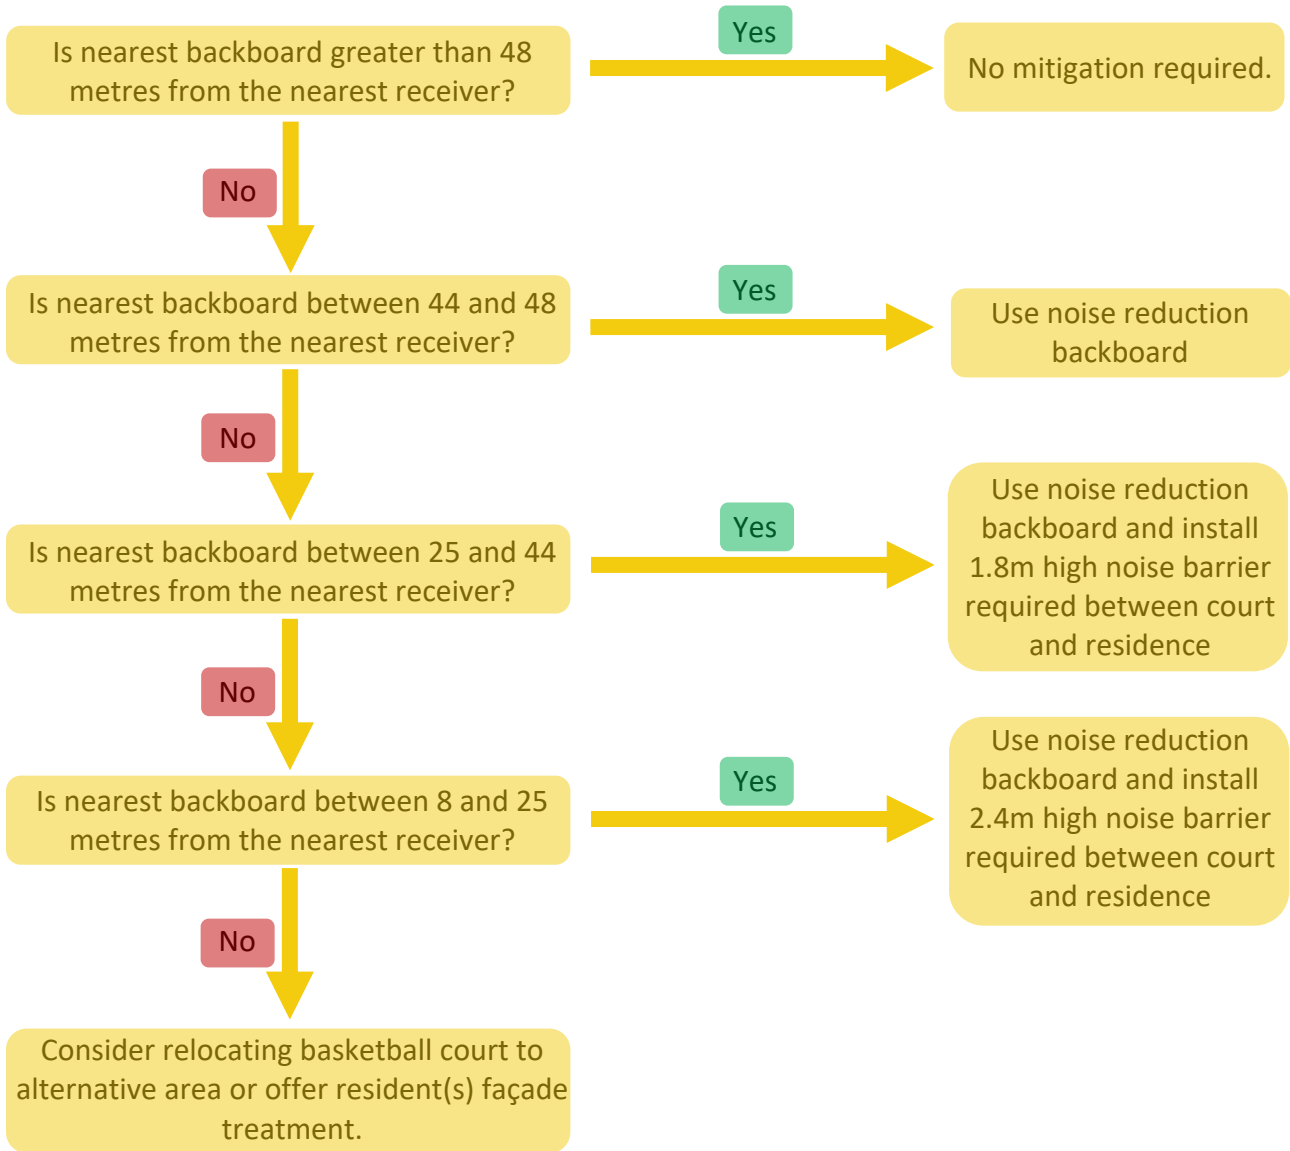 Is nearest backboard greater than 48
metres from the nearest receiver?
Yes
No mitigation required.
No
Is nearest backboard between 44 and 48
metres from the nearest receiver?
Yes
Use noise reduction
backboard
No
Is nearest backboard between 25 and 44
metres from the nearest receiver?
Yes
Use noise reduction
backboard and install
1.8m high noise barrier
required between court
and residence
No
Is nearest backboard between 8 and 25
metres from the nearest receiver?
Yes
Use noise reduction
backboard and install
2.4m high noise barrier
required between court
and residence
No
Consider relocating basketball court to
alternative area or offer resident(s) façade
treatment.